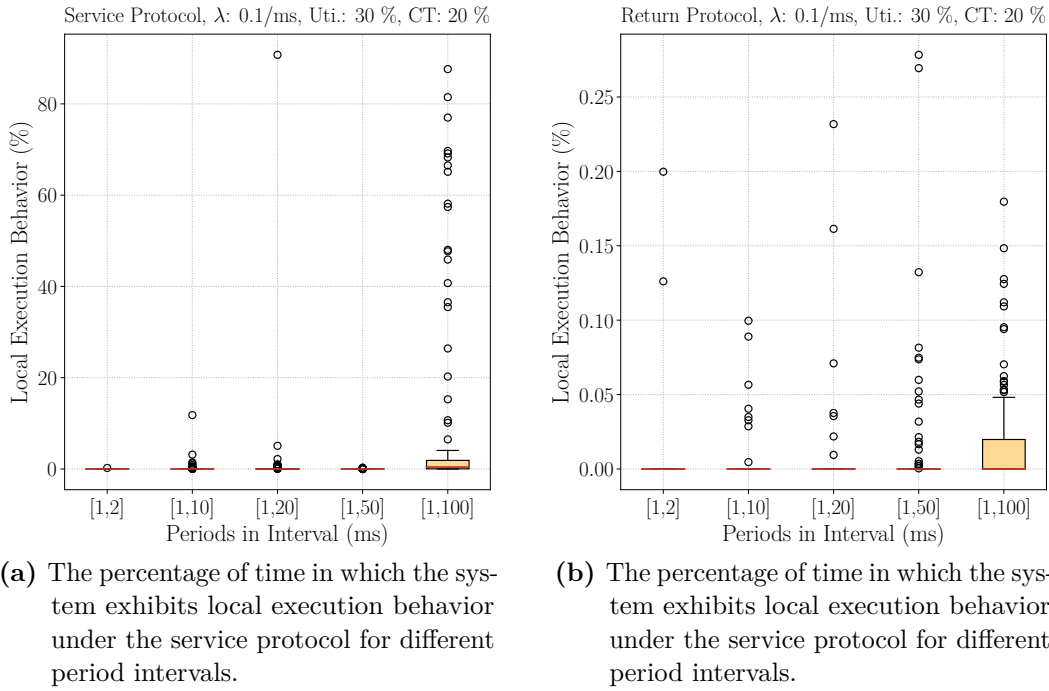 Service Protocol, λ: 0.1/ms, Uti.: 30 %, CT: 20 %
Local Execution Behavior (%)
80
60
40
20
0
[1,2]
[1,10]
[1,20]
[1,50]
[1,100]
Periods in Interval (ms)
(a) The percentage of time in which the sys-
tem exhibits local execution behavior
under the service protocol for different
period intervals.
Return Protocol, λ: 0.1/ms, Uti.: 30 %, CT: 20 %
Local Execution Behavior (%)
0.25
0.20
0.15
0.10
0.05
0.00
[1,2]
[1,10]
[1,20]
[1,50]
[1,100]
Periods in Interval (ms)
(b) The percentage of time in which the sys-
tem exhibits local execution behavior
under the service protocol for different
period intervals.